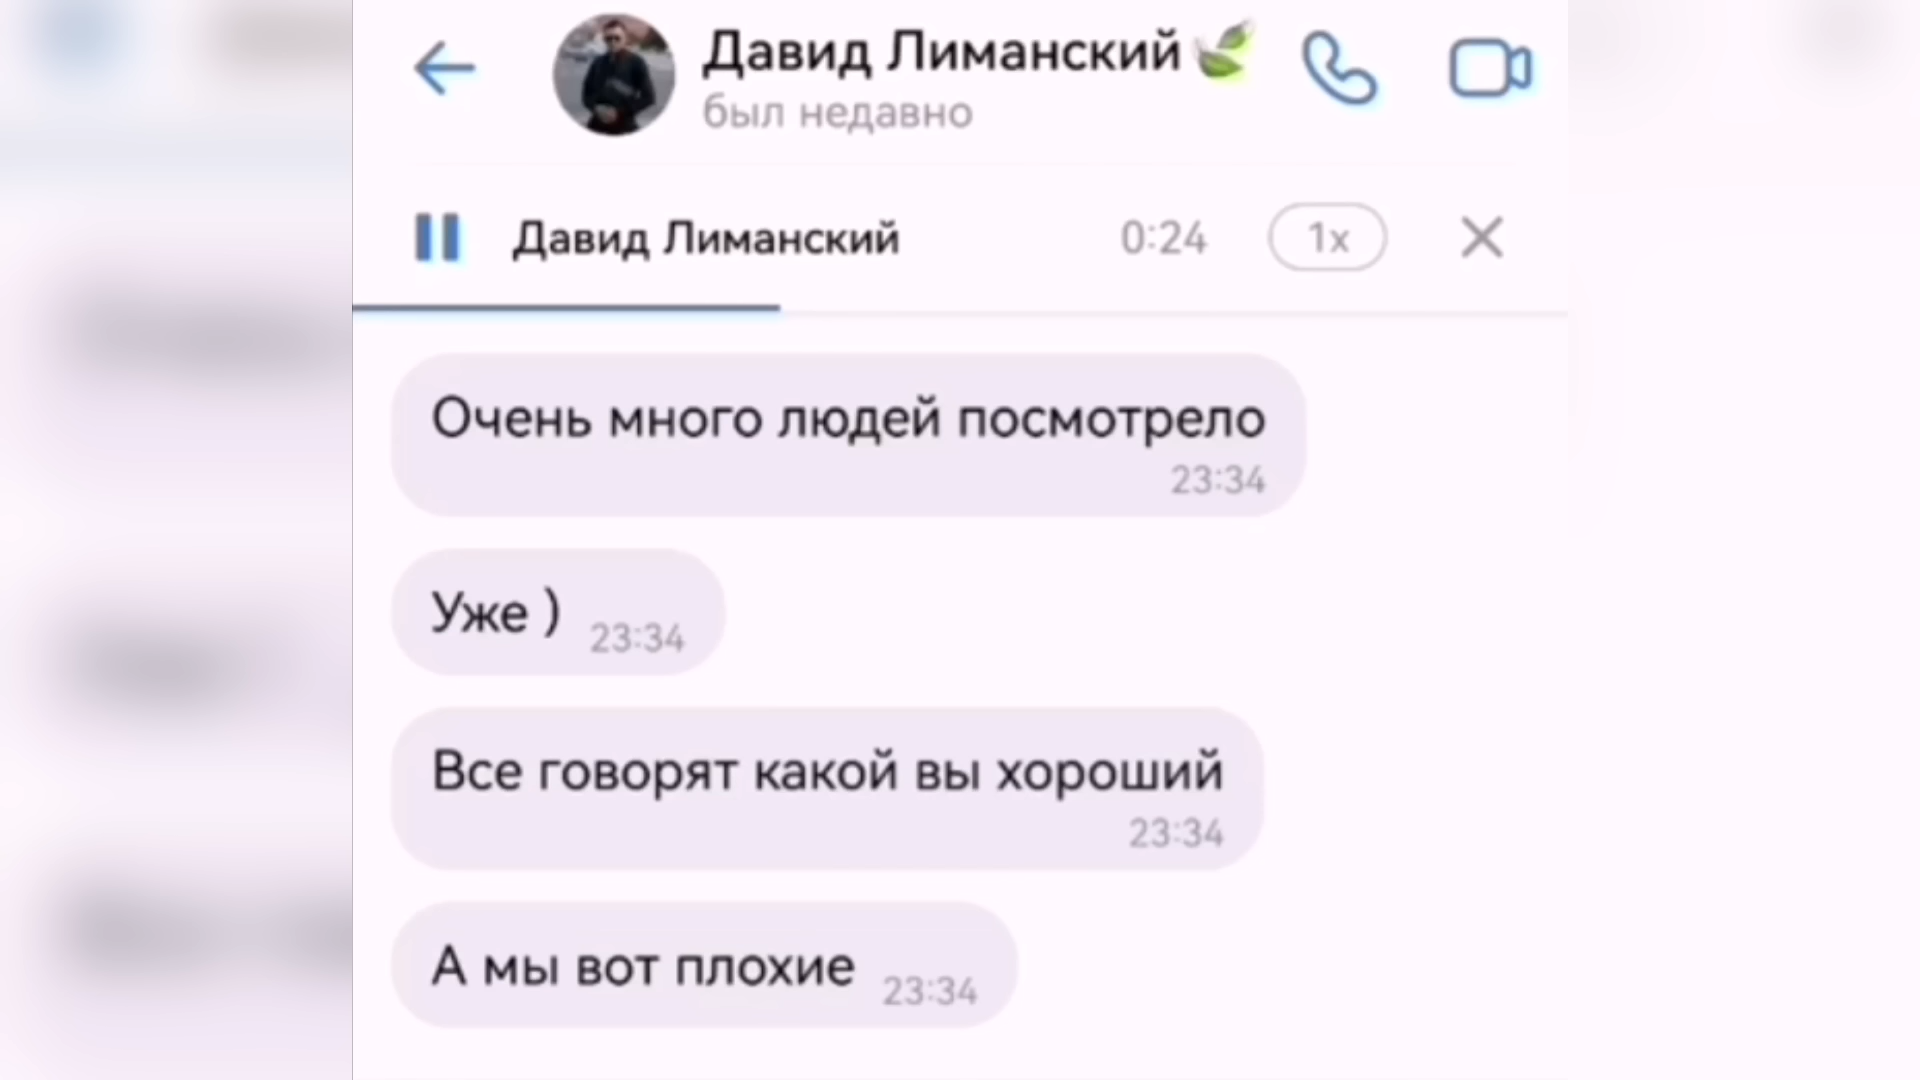 Давид Лиманский
был недавно
Давид Лиманский 0:24 1x
Очень много людей посмотрело
23:34
Уже ) 23:34
Все говорят какой вы хороший
23:34
А мы вот плохие 23:34